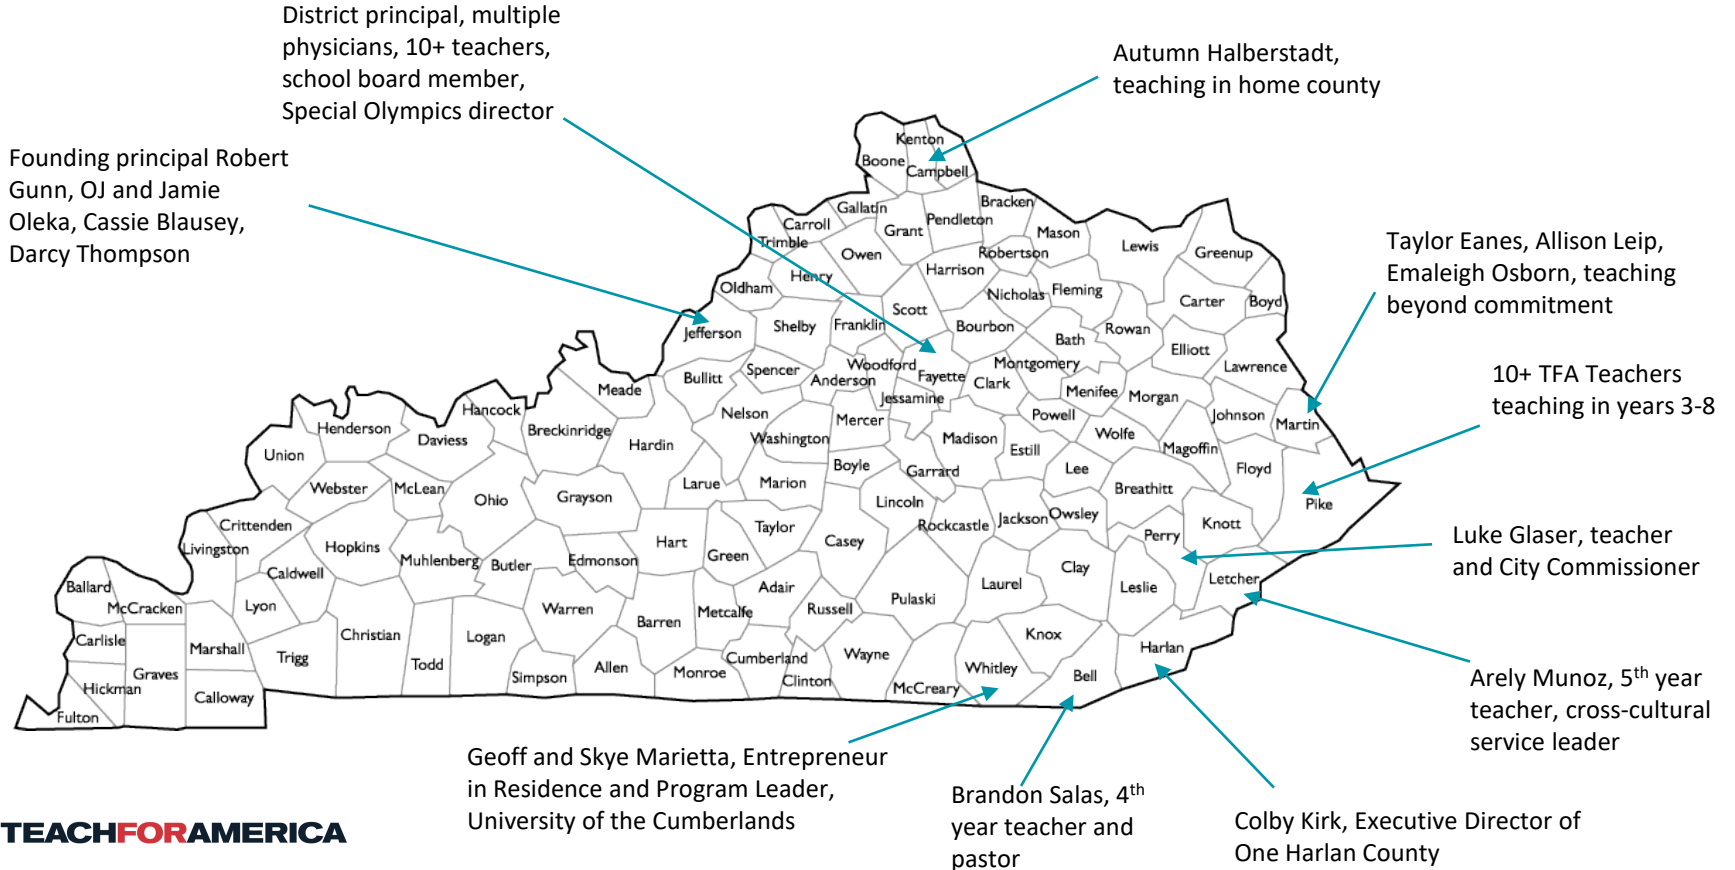 District principal, multiple
physicians, 10+ teachers,
school board member,
Special Olympics director
Autumn Halberstadt,
teaching in home county
Founding principal Robert
Gunn, OJ and Jamie
Oleka, Cassie Blausey,
Darcy Thompson
Taylor Eanes, Allison Leip,
Emaleigh Osborn, teaching
beyond commitment
10+ TFA Teachers
teaching in years 3-8
Luke Glaser, teacher
and City Commissioner
Arely Munoz, 5th year
teacher, cross-cultural
service leader
Colby Kirk, Executive Director of
One Harlan County
Brandon Salas, 4th
year teacher and
pastor
Geoff and Skye Marietta, Entrepreneur
in Residence and Program Leader,
University of the Cumberlands
Kenton
Boone
Campbell
Bracken
Gallatin
Pendleton
Carroll
Grant
Mason
Trimble
Lewis
Owen
Robertson
Greenup
Harrison
Henry
Oldham
Nicholas
Fleming
Carter
Boyd
Scott
Jefferson
Shelby
Franklin
Bourbon
Rowan
Bath
Elliott
Woodford
Montgomery
Lawrence
Spencer
Bullitt
Anderson
Fayette
Clark
Menifee
Morgan
Meade
Jessamine
Hancock
Nelson
Mercer
Powell
Johnson
Martin
Henderson
Daviess
Breckinridge
Hardin
Washington
Madison
Wolfe
Magoffin
Estill
Union
Boyle
Garrard
Lee
Floyd
Webster
McLean
Ohio
Grayson
Larue
Marion
Breathitt
Lincoln
Pike
Crittenden
Taylor
Rockcastle
Jackson
Owsley
Knott
Livingston
Hopkins
Hart
Green
Casey
Perry
Muhlenberg
Butler
Edmonson
Caldwell
Clay
Letcher
Ballard
Adair
Laurel
Leslie
McCracken
Lyon
Warren
Metcalfe
Russell
Pulaski
Barren
Carlisle
Marshall
Christian
Logan
Knox
Harlan
Graves
Trigg
Todd
Simpson
Allen
Monroe
Cumberland
Wayne
Whitley
Bell
Clinton
McCreary
Hickman
Calloway
Fulton
TEACHFORAMERICA